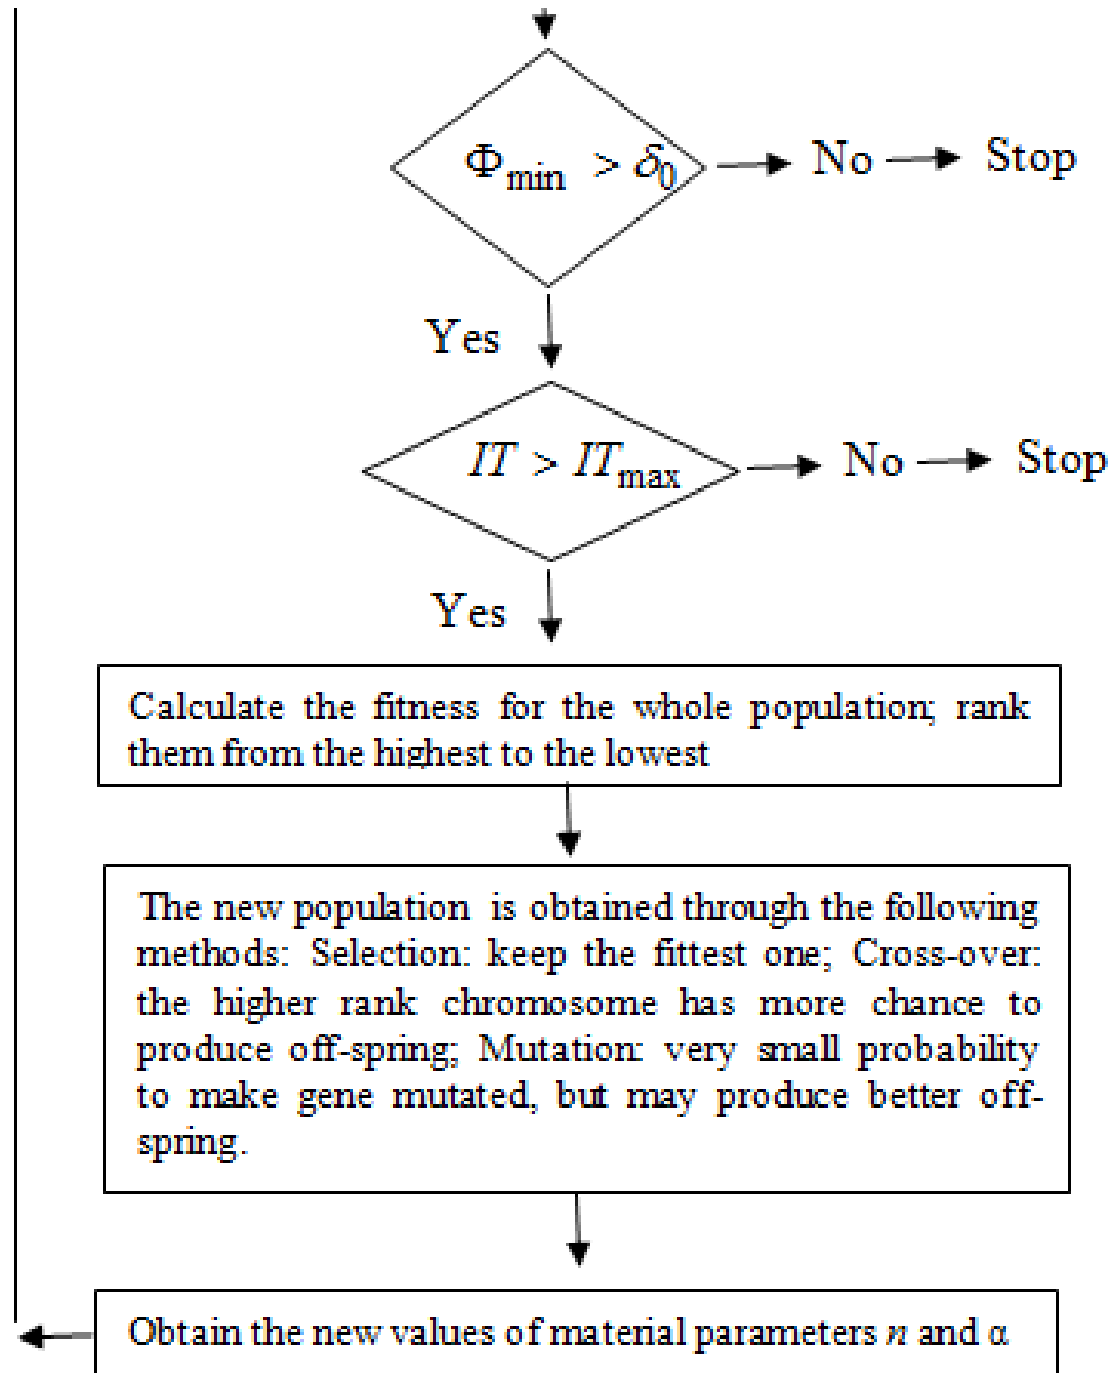 Φmin > δ0 No Stop
Yes
IT > ITmax No Stop
Yes
Calculate the fitness for the whole population; rank
them from the highest to the lowest
The new population is obtained through the following
methods: Selection: keep the fittest one; Cross-over:
the higher rank chromosome has more chance to
produce off-spring; Mutation: very small probability
to make gene mutated, but may produce better off-
spring.
Obtain the new values of material parameters n and α